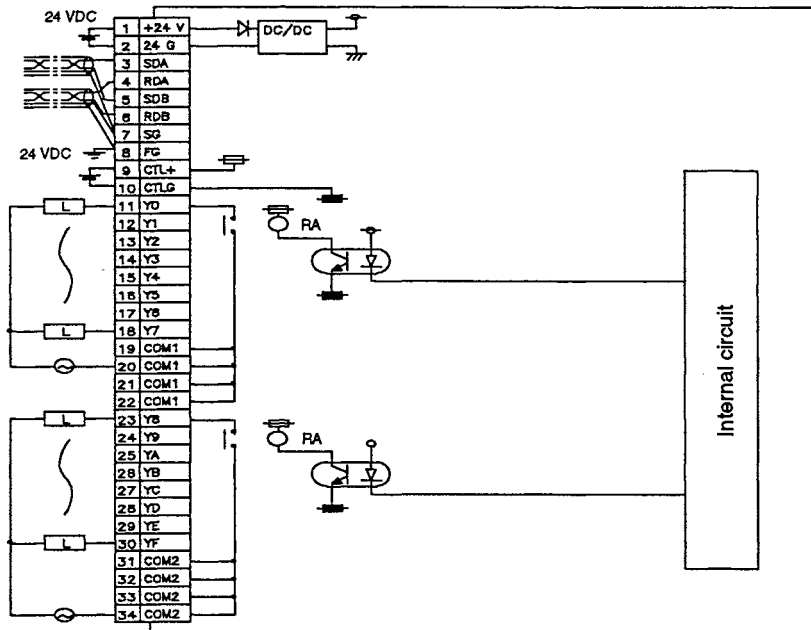 24 VDC
1 +24 V
DC/DC
2 24 G
3 SDA
4 RDA
5 SDB
6 RDB
7 SG
24 VDC
8 FG
9 CTL+
10 CTLG
L
11 Y0
RA
12 Y1
13 Y2
14 Y3
15 Y4
16 Y5
17 Y6
L
18 Y7
19 COM1
20 COM1
21 COM1
22 COM1
L
23 Y8
24 Y9
RA
25 YA
26 YB
27 YC
28 YD
29 YE
L
30 YF
31 COM2
32 COM2
33 COM2
34 COM2
Internal circuit